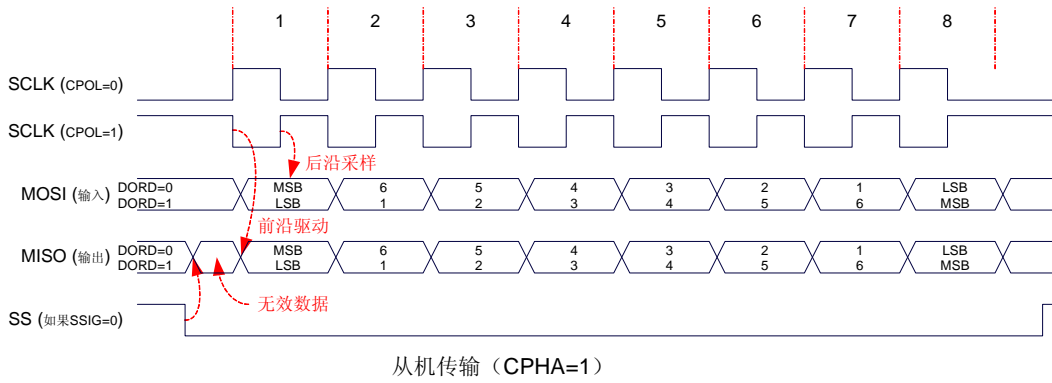 1 2 3 4 5 6 7 8
SCLK (CPOL=0)
SCLK (CPOL=1)
后沿采样
MOSI (输入) DORD=0 MSB 6 5 4 3 2 1 LSB
DORD=1 LSB 1 2 3 4 5 6 MSB
前沿驱动
MISO (输出) DORD=0 MSB 6 5 4 3 2 1 LSB
DORD=1 LSB 1 2 3 4 5 6 MSB
无效数据
SS (如果SSIG=0)
从机传输（CPHA=1）